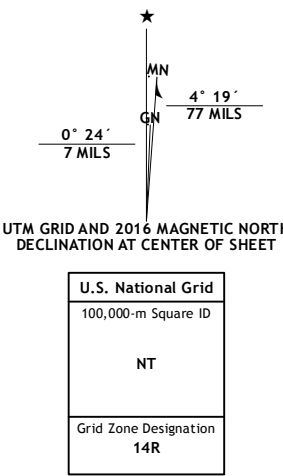 ★
MN
4° 19´
77 MILS
GN
0° 24´
7 MILS
UTM GRID AND 2016 MAGNETIC NORTH
DECLINATION AT CENTER OF SHEET
U.S. National Grid
100,000-m Square ID
NT
Grid Zone Designation
14R